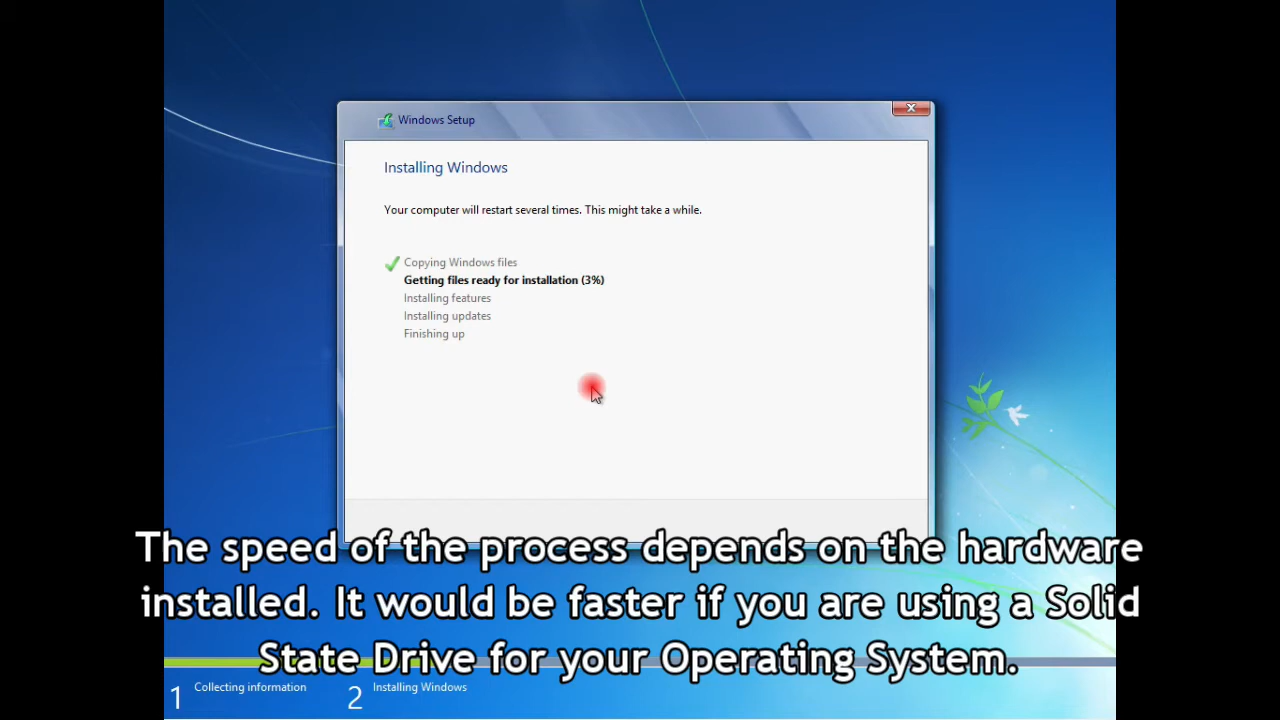 Windows Setup
Installing Windows
Your computer will restart several times. This might take a while.
Copying Windows files
Getting files ready for installation (3%)
Installing features
Installing updates
Finishing up
The speed of the process depends on the hardware
installed. It would be faster if you are using a Solid
State Drive for your Operating System.
1 Collecting information 2 Installing Windows